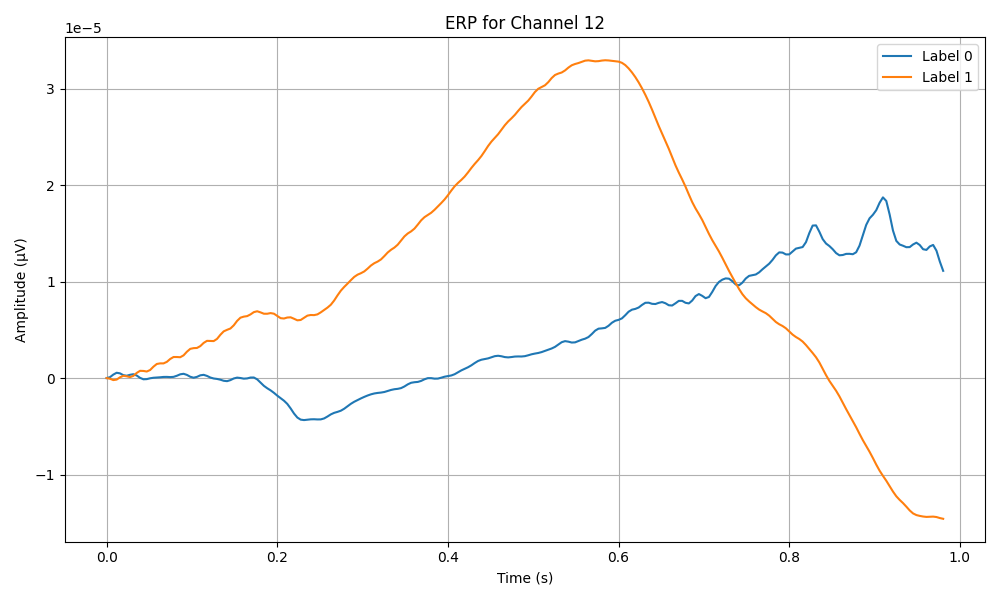 ERP for Channel 12
1e−5
Label 0
Label 1
Amplitude (µV)
3
2
1
0
−1
0.0 0.2 0.4 0.6 0.8 1.0
Time (s)